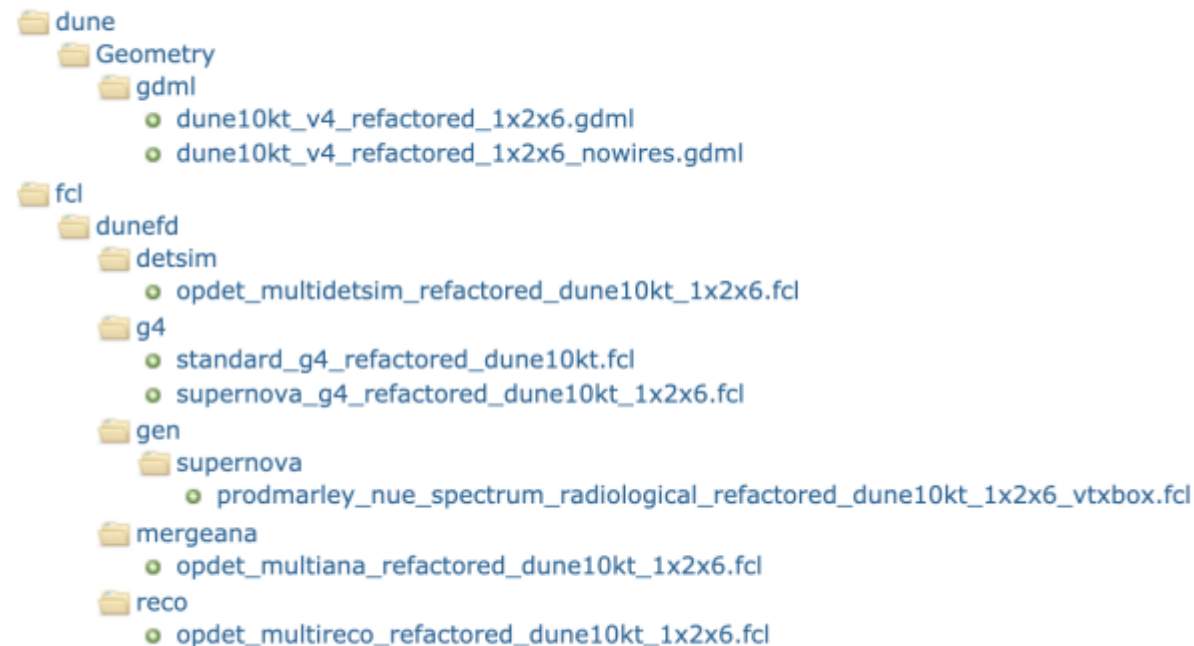 dune
Geometry
gdml
dune10kt_v4_refactored_1x2x6.gdml
dune10kt_v4_refactored_1x2x6_nowires.gdml
fcl
dunefd
detsim
opdet_multidetsim_refactored_dune10kt_1x2x6.fcl
g4
standard_g4_refactored_dune10kt.fcl
supernova_g4_refactored_dune10kt_1x2x6.fcl
gen
supernova
prodmarley_nue_spectrum_radiological_refactored_dune10kt_1x2x6_vtxbox.fcl
mergeana
opdet_multiana_refactored_dune10kt_1x2x6.fcl
reco
opdet_multireco_refactored_dune10kt_1x2x6.fcl